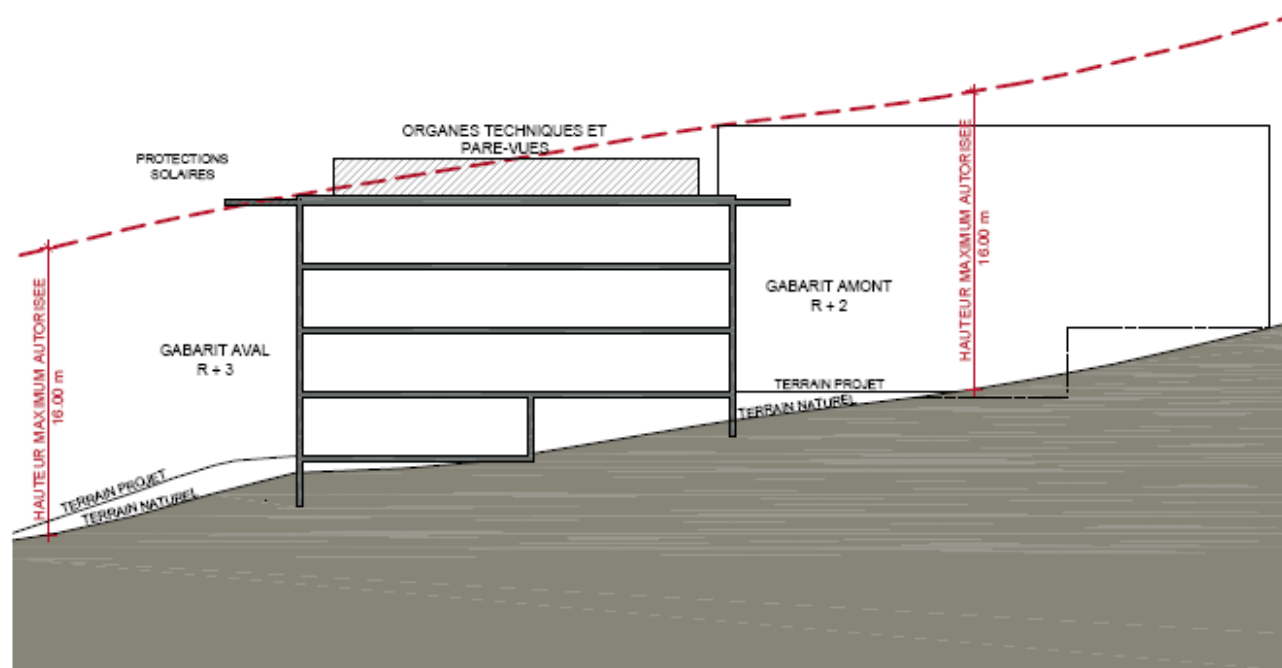 ORGANES TECHNIQUES ET
PARE-VUES
PROTECTIONS
SOLAIRES
HAUTEUR MAXIMUM AUTORISEE
16.00 m
GABARIT AMONT
R + 2
GABARIT AVAL
R + 3
HAUTEUR MAXIMUM AUTORISEE
16.00 m
TERRAIN PROJET
TERRAIN NATUREL
TERRAIN PROJET
TERRAIN NATUREL